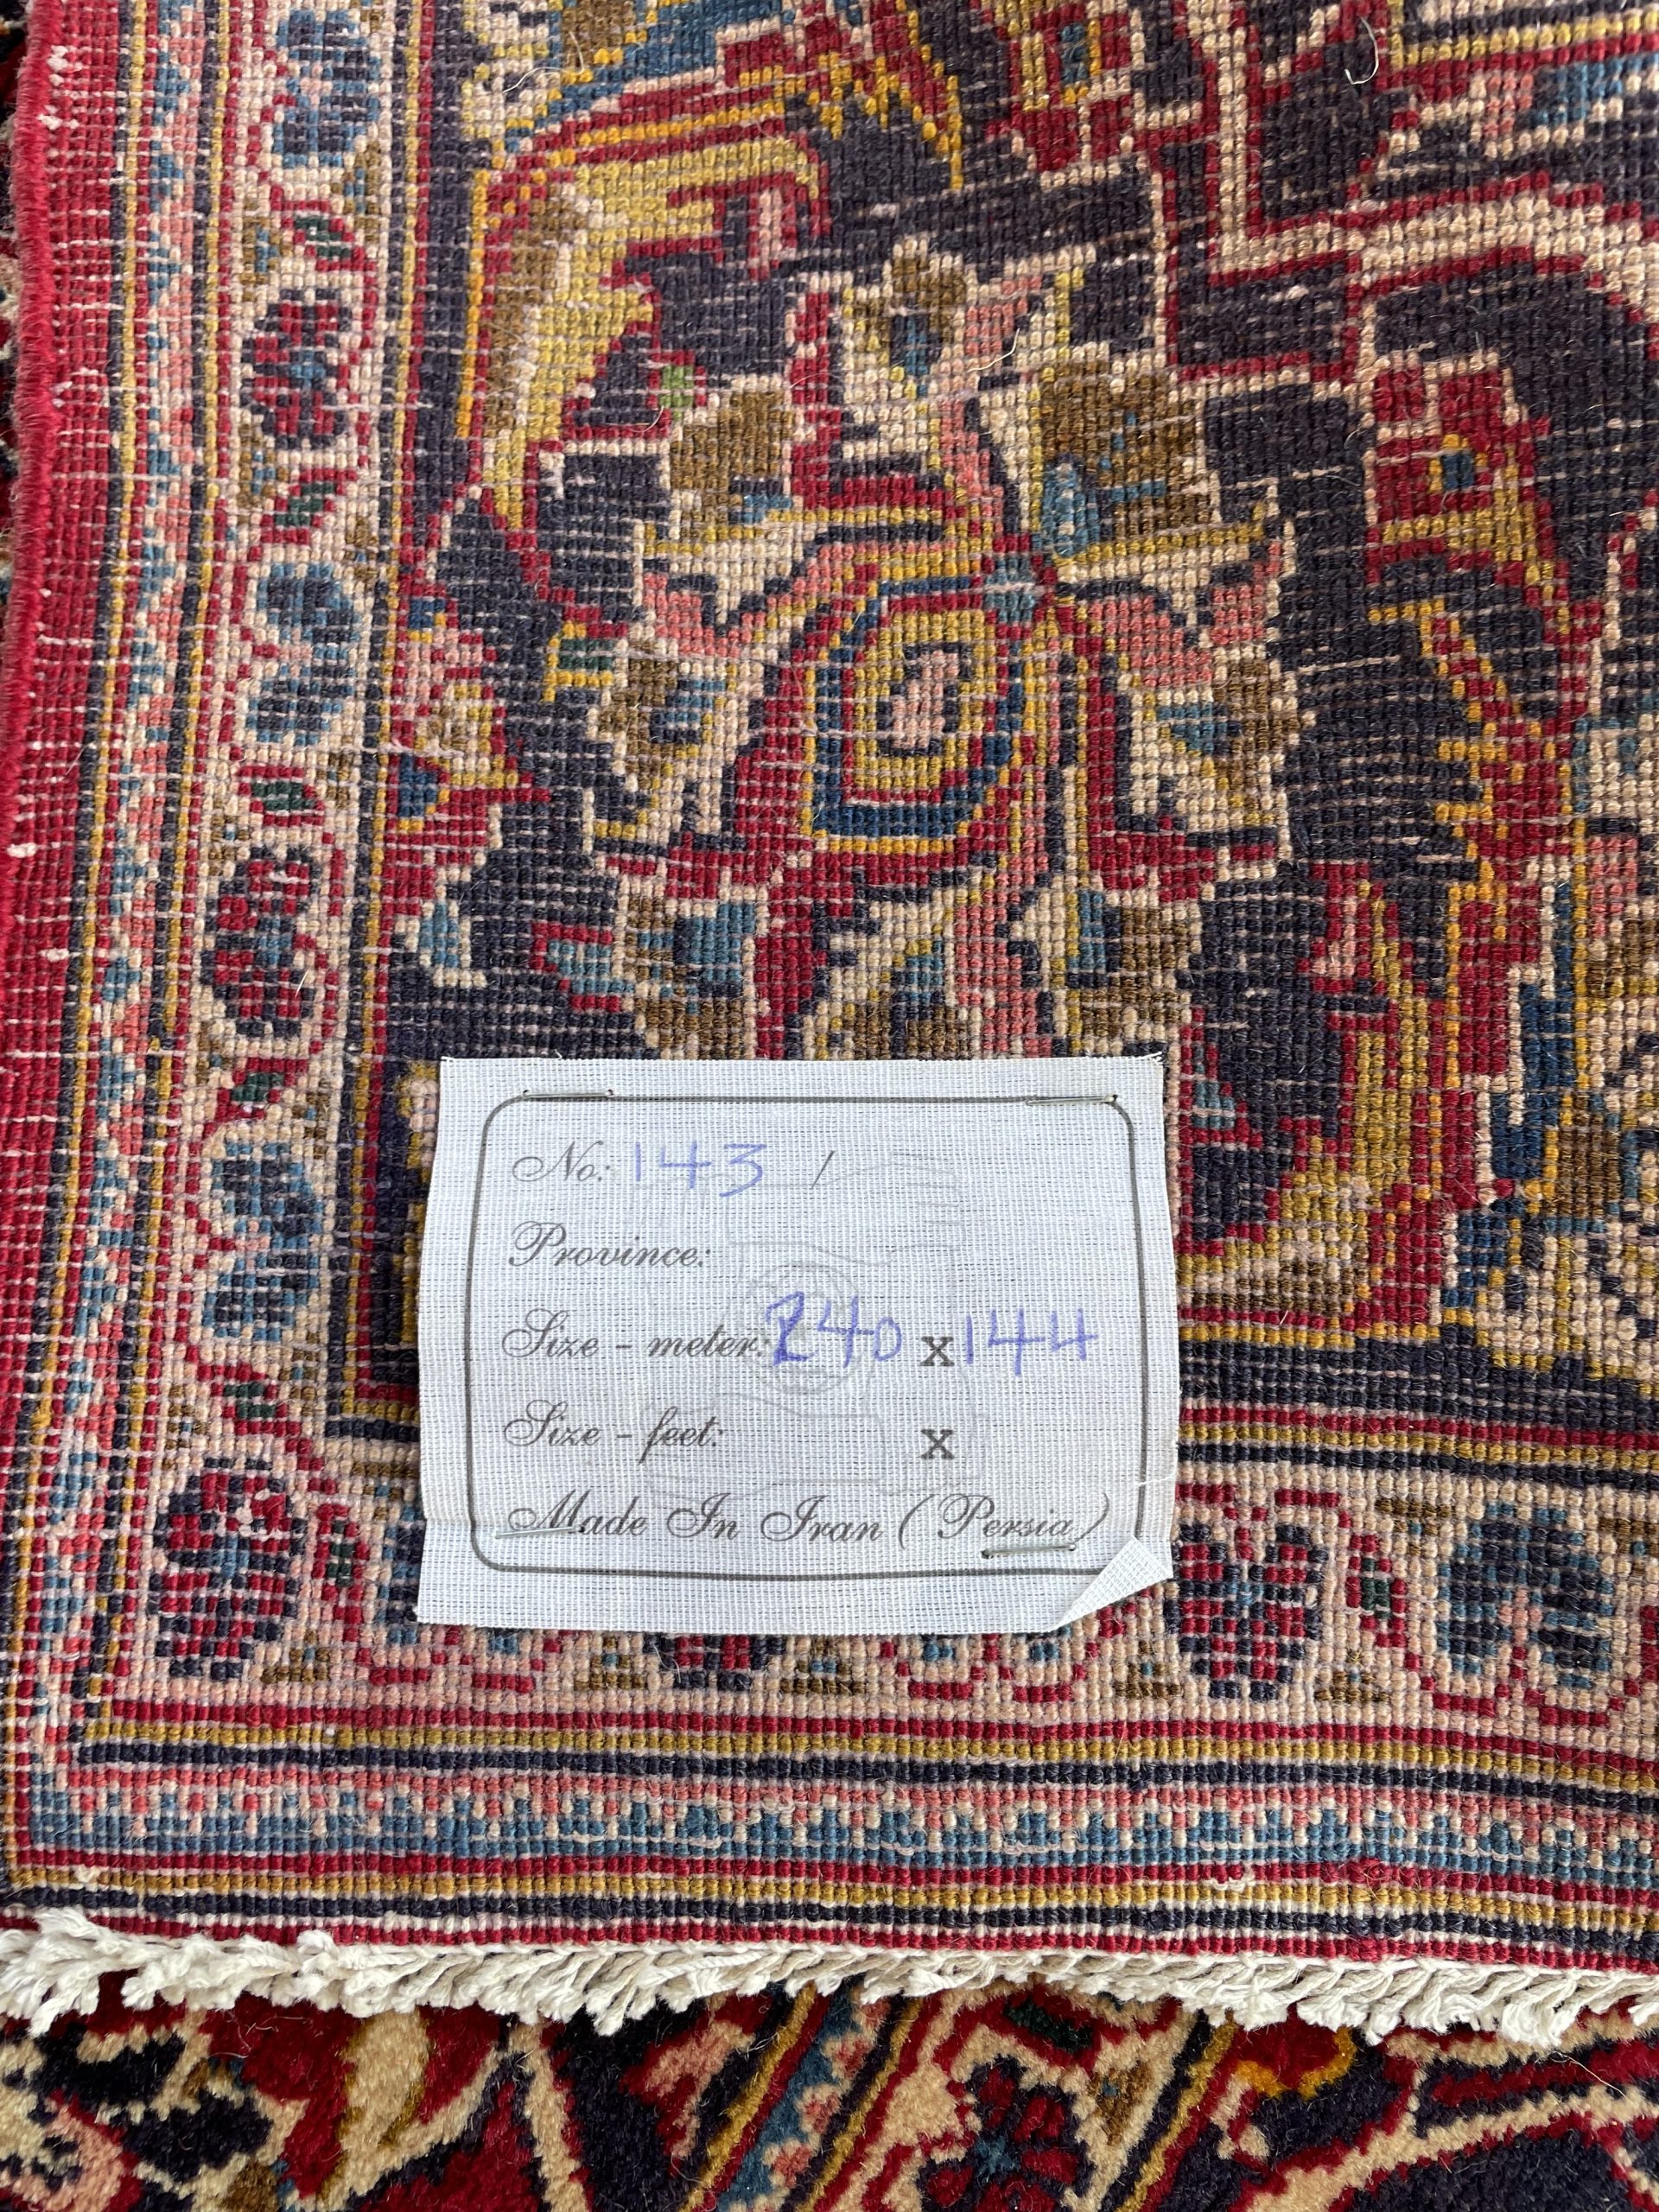 No: 143 /
Province:
Size - meter: 240 x 144
Size - feet: x
Made In Iran (Persia)